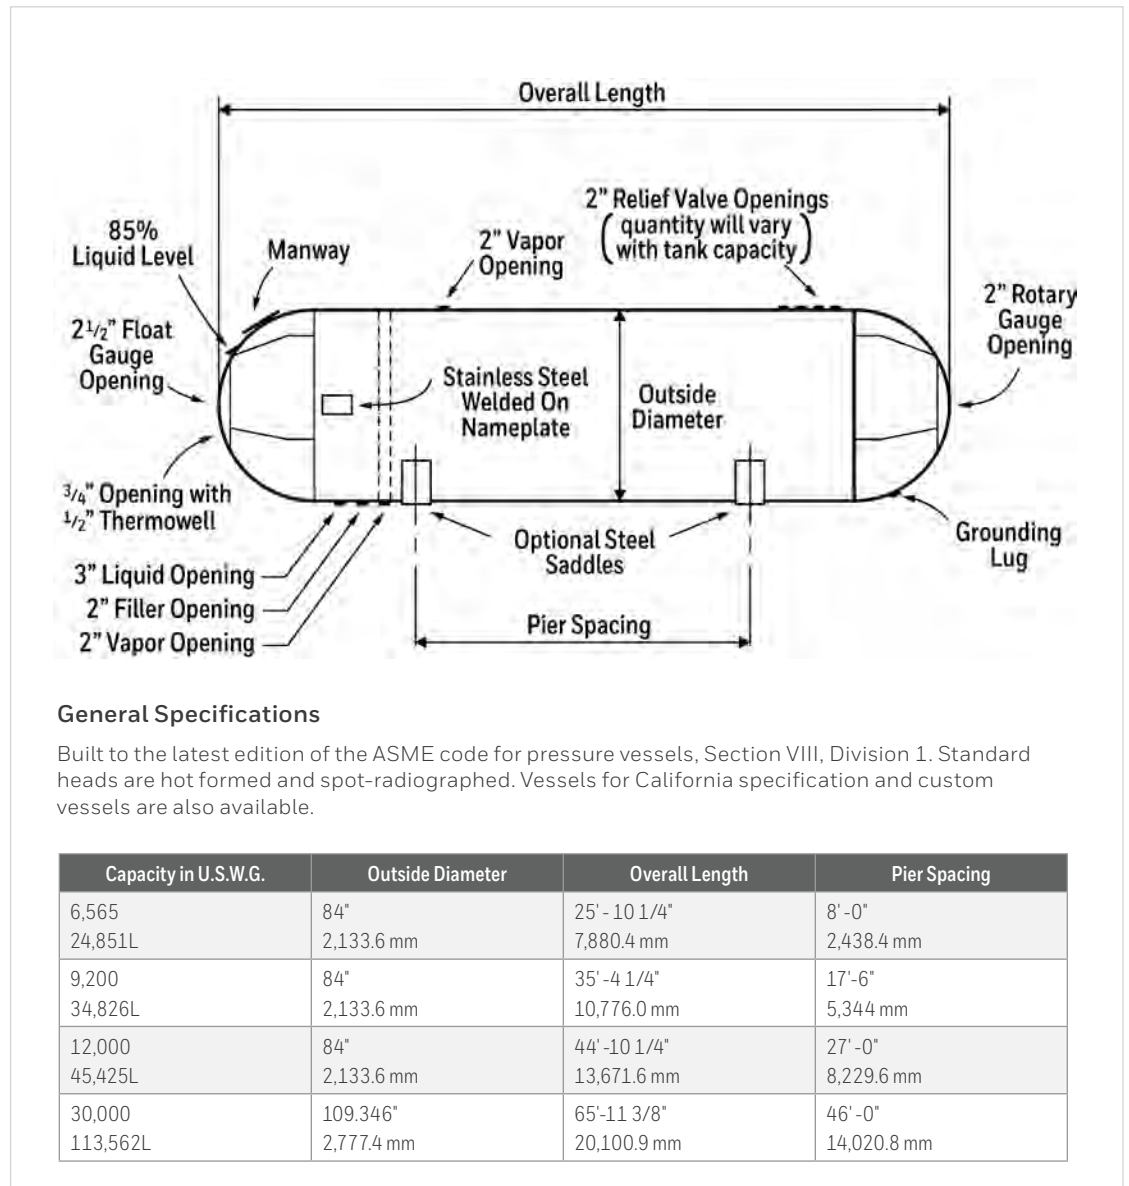 Overall Length
2” Relief Valve Openings
(quantity will vary
with tank capacity)
85%
Liquid Level
Manway
2” Vapor
Opening
2” Rotary
Gauge
Opening
2 1/2” Float
Gauge
Opening
Stainless Steel
Welded On
Nameplate
Outside
Diameter
3/4” Opening with
1/2” Thermowell
Optional Steel
Saddles
Grounding
Lug
3” Liquid Opening
2” Filler Opening
2” Vapor Opening
Pier Spacing
General Specifications
Built to the latest edition of the ASME code for pressure vessels, Section VIII, Division 1. Standard
heads are hot formed and spot-radiographed. Vessels for California specification and custom
vessels are also available.
Capacity in U.S.W.G. Outside Diameter Overall Length Pier Spacing
6,565 84" 25' - 10 1/4" 8' -0"
24,851L 2,133.6 mm 7,880.4 mm 2,438.4 mm
9,200 84" 35' -4 1/4" 17'-6"
34,826L 2,133.6 mm 10,776.0 mm 5,344 mm
12,000 84" 44' -10 1/4" 27' -0"
45,425L 2,133.6 mm 13,671.6 mm 8,229.6 mm
30,000 109.346" 65'-11 3/8" 46' -0"
113,562L 2,777.4 mm 20,100.9 mm 14,020.8 mm